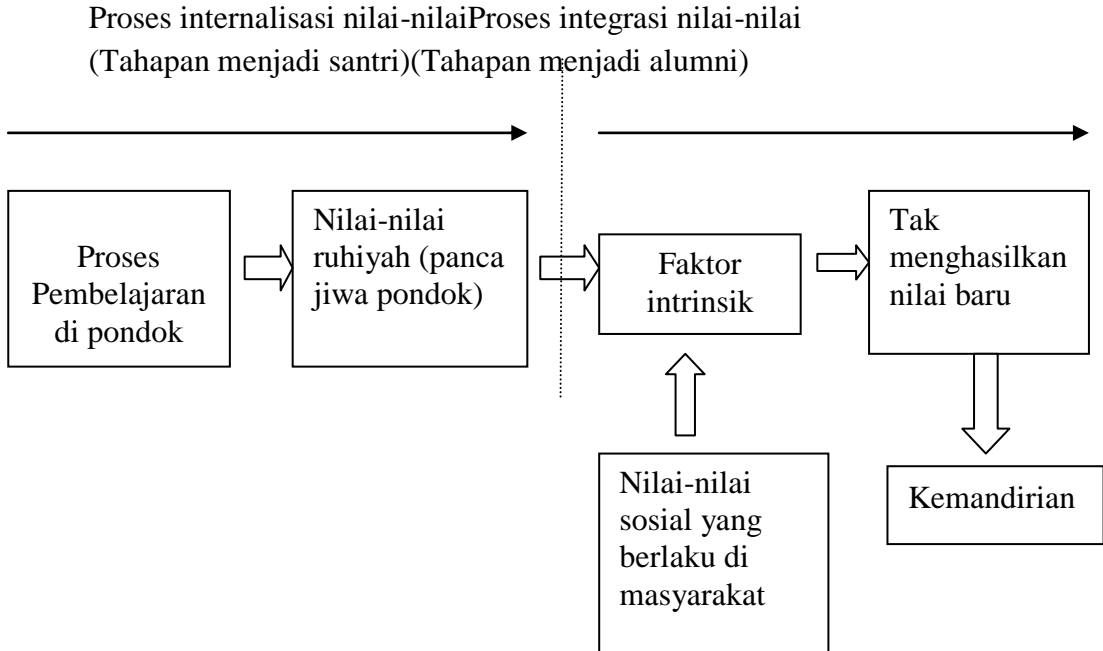 Proses internalisasi nilai-nilaiProses integrasi nilai-nilai
(Tahapan menjadi santri)(Tahapan menjadi alumni)
Proses
Pembelajaran
di pondok
Nilai-nilai
ruhiyah (panca
jiwa pondok)
Faktor
intrinsik
Tak
menghasilkan
nilai baru
Nilai-nilai
sosial yang
berlaku di
masyarakat
Kemandirian